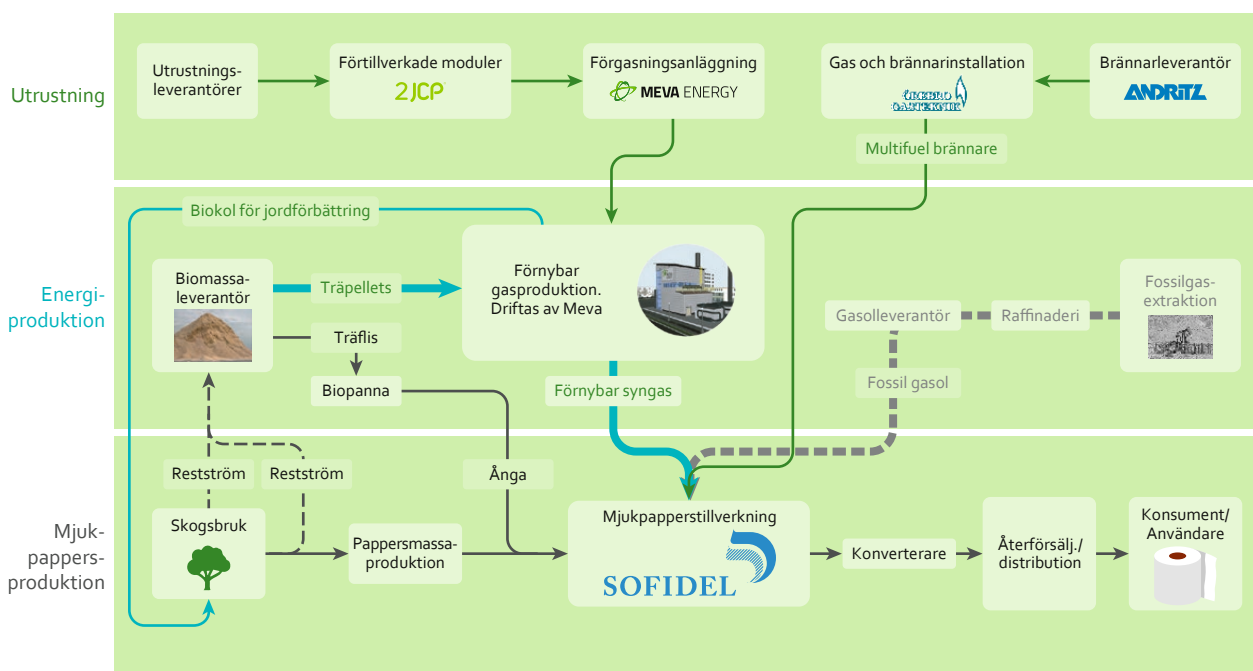 Utrustning
Utrustnings-
leverantörer
Förtillverkade moduler
2JCP
Förgasningsanläggning
MEVA ENERGY
Gas och brännarinstallation
ÖREBRO
GASTEKNIK
Brännarleverantör
ANDRITZ
Multifuel brännare
Energi-
produktion
Biokol för jordförbättring
Biomassa-
leverantör
Träpellets
Förnybar
gasproduktion.
Driftas av Meva
Träflis
Biopanna
Förnybar syngas
Gasolleverantör
Raffinaderi
Fossilgas-
extraktion
Fossil gasol
Mjuk-
pappers-
produktion
Restström
Restström
Ånga
Skogsbruk
Pappersmassa-
produktion
Mjukpapperstillverkning
SOFIDEL
Konverterare
Återförsälj./
distribution
Konsument/
Användare